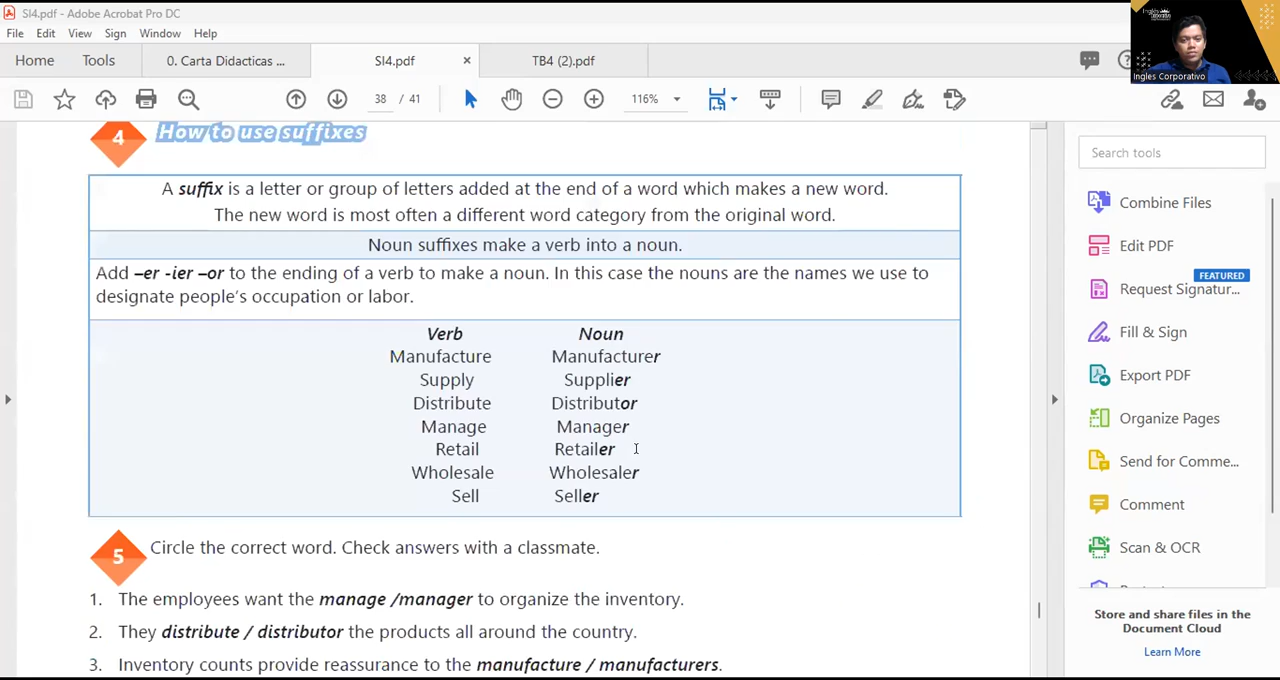 SI4.pdf - Adobe Acrobat Pro DC
File Edit View Sign Window Help
Home Tools 0. Carta Didacticas ... SI4.pdf × TB4 (2).pdf
38 / 41 116%
Ingles Corporativo
4 How to use suffixes
A suffix is a letter or group of letters added at the end of a word which makes a new word.
The new word is most often a different word category from the original word.
Noun suffixes make a verb into a noun.
Add –er -ier –or to the ending of a verb to make a noun. In this case the nouns are the names we use to
designate people's occupation or labor.
Verb Noun
Manufacture Manufacturer
Supply Supplier
Distribute Distributor
Manage Manager
Retail Retailer
Wholesale Wholesaler
Sell Seller
5 Circle the correct word. Check answers with a classmate.
1. The employees want the manage /manager to organize the inventory.
2. They distribute / distributor the products all around the country.
3. Inventory counts provide reassurance to the manufacture / manufacturers.
Search tools
Combine Files
Edit PDF
FEATURED
Request Signatur...
Fill & Sign
Export PDF
Organize Pages
Send for Comme...
Comment
Scan & OCR
Store and share files in the
Document Cloud
Learn More